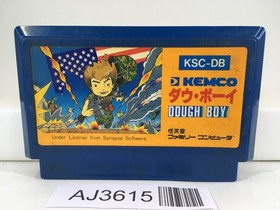 KSC-DB
KEMCO
ダウ・ボーイ
DOUGH BOY
任天堂
ファミリー コンピュータ
Under License from Synapse Software
AJ3615